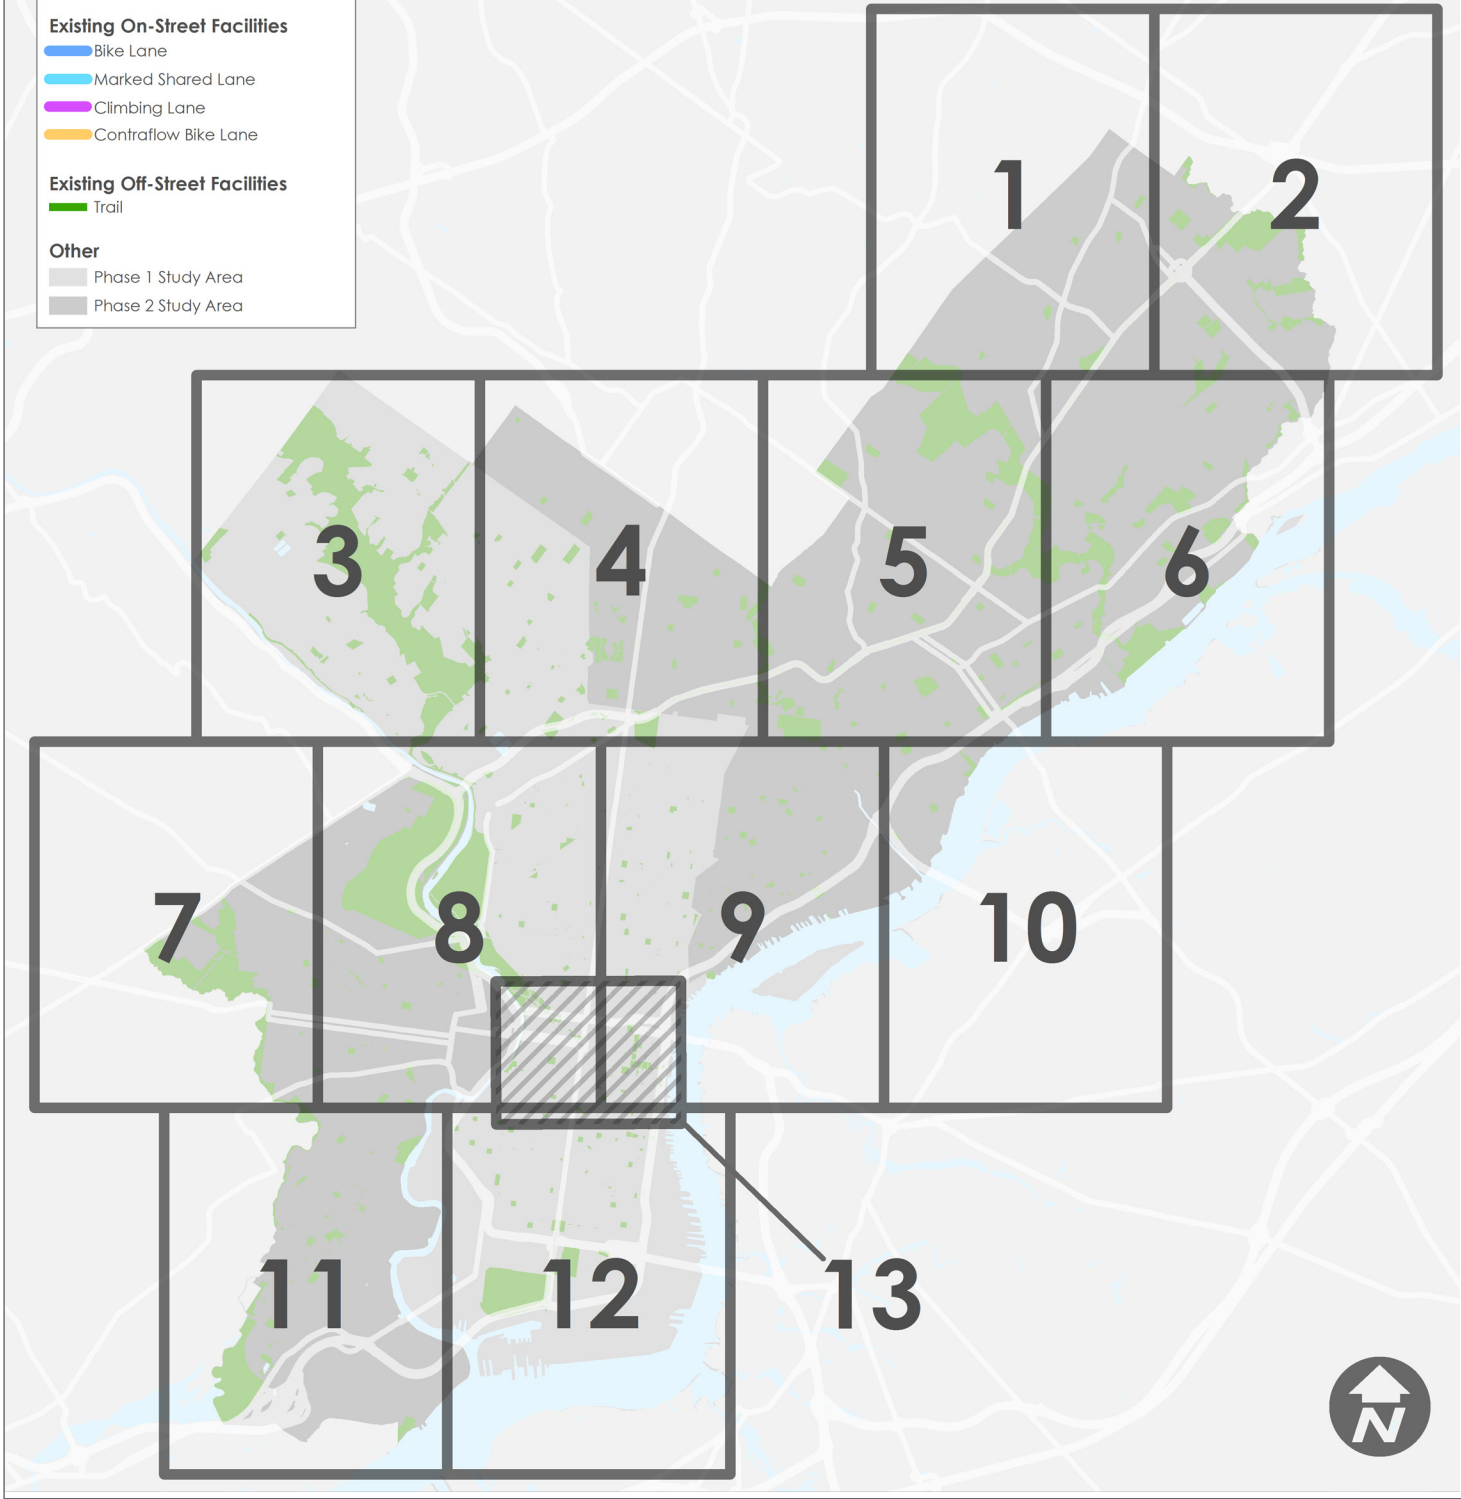 Existing On-Street Facilities
Bike Lane
Marked Shared Lane
Climbing Lane
Contraflow Bike Lane
Existing Off-Street Facilities
Trail
Other
Phase 1 Study Area
Phase 2 Study Area
1
2
3
4
5
6
7
8
9
10
11
12
13
N